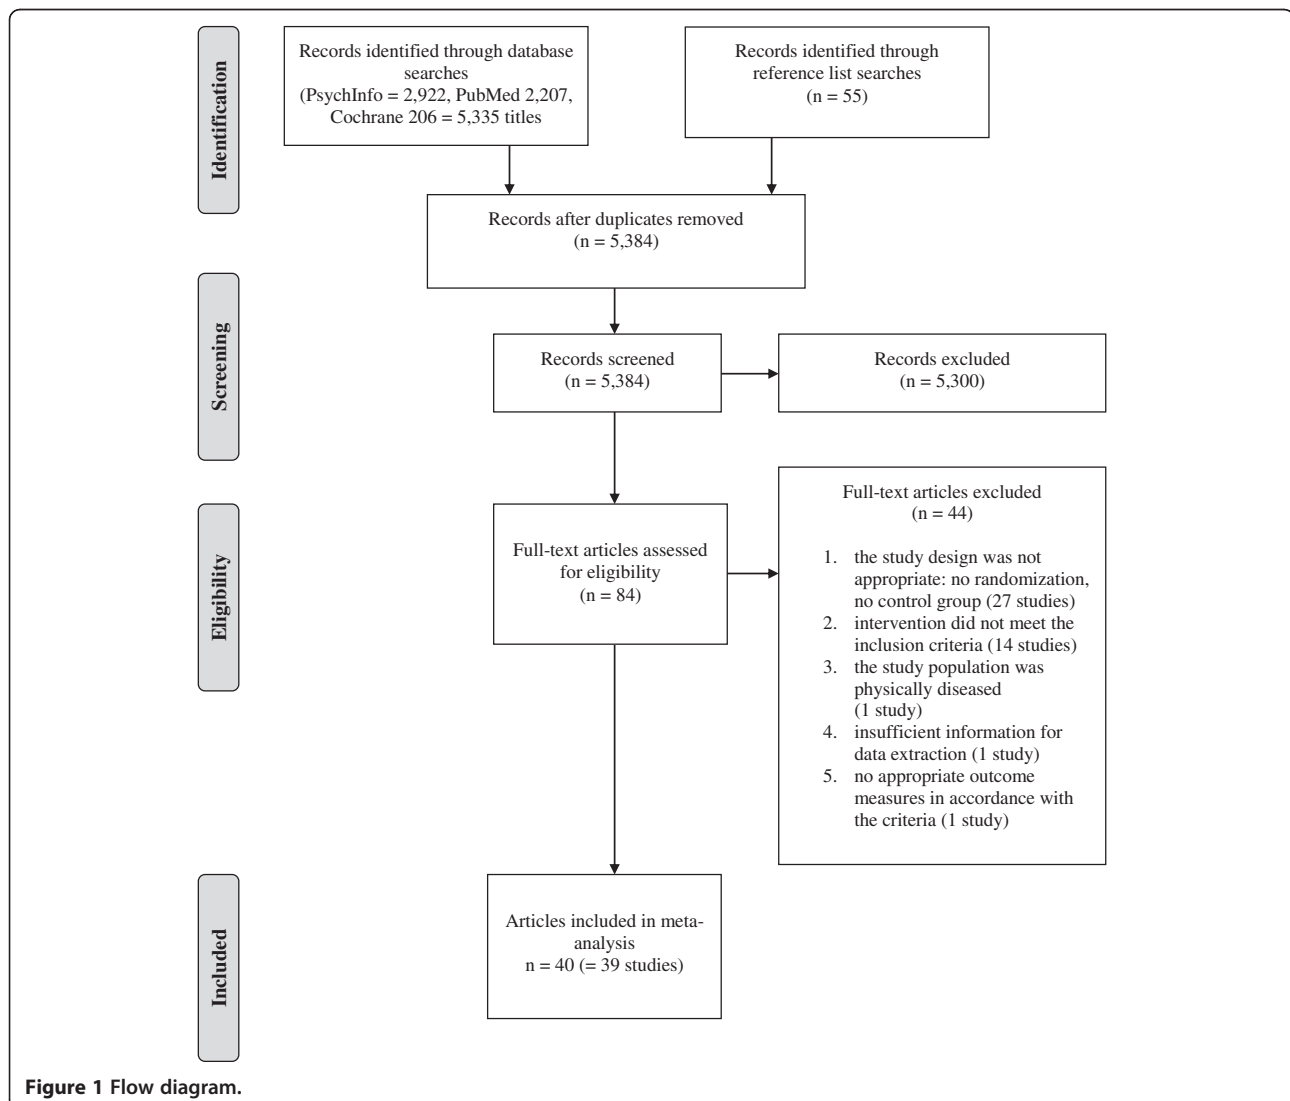 Identification
Records identified through database
searches
(PsychInfo = 2,922, PubMed 2,207,
Cochrane 206 = 5,335 titles
Records identified through
reference list searches
(n = 55)
Records after duplicates removed
(n = 5,384)
Screening
Records screened
(n = 5,384)
Records excluded
(n = 5,300)
Eligibility
Full-text articles assessed
for eligibility
(n = 84)
Full-text articles excluded
(n = 44)
1. the study design was not
appropriate: no randomization,
no control group (27 studies)
2. intervention did not meet the
inclusion criteria (14 studies)
3. the study population was
physically diseased
(1 study)
4. insufficient information for
data extraction (1 study)
5. no appropriate outcome
measures in accordance with
the criteria (1 study)
Included
Articles included in meta-
analysis
n = 40 (= 39 studies)
Figure 1 Flow diagram.